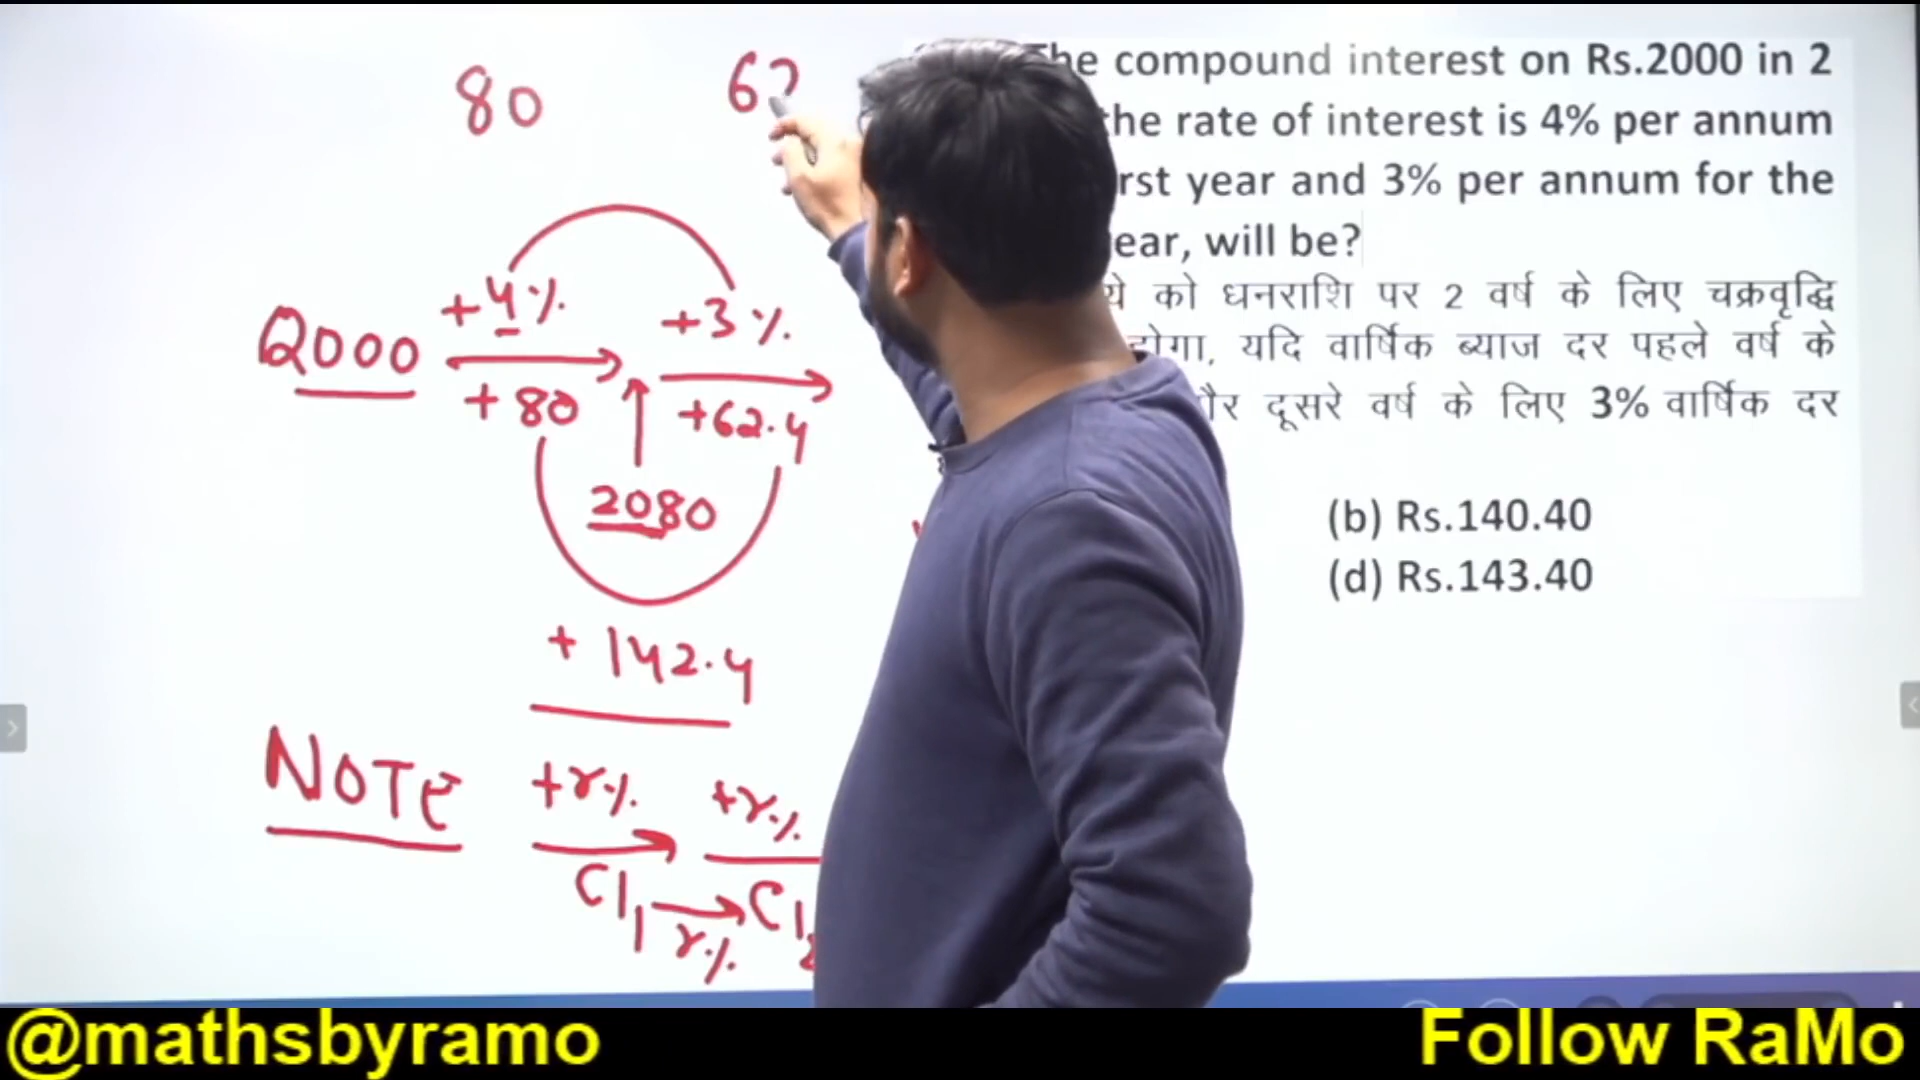 80
62
2000
+4%
+80
+3%
+62.4
2080
+ 142.4
NOTE
+r%
+r%
CI1
r%
CI2
he compound interest on Rs.2000 in 2
he rate of interest is 4% per annum
rst year and 3% per annum for the
ear, will be?
ये को धनराशि पर 2 वर्ष के लिए चक्रवृद्धि
होगा, यदि वार्षिक ब्याज दर पहले वर्ष के
दूसरे वर्ष के लिए 3% वार्षिक दर
(b) Rs.140.40
(d) Rs.143.40
@mathsbyramo
Follow RaMo